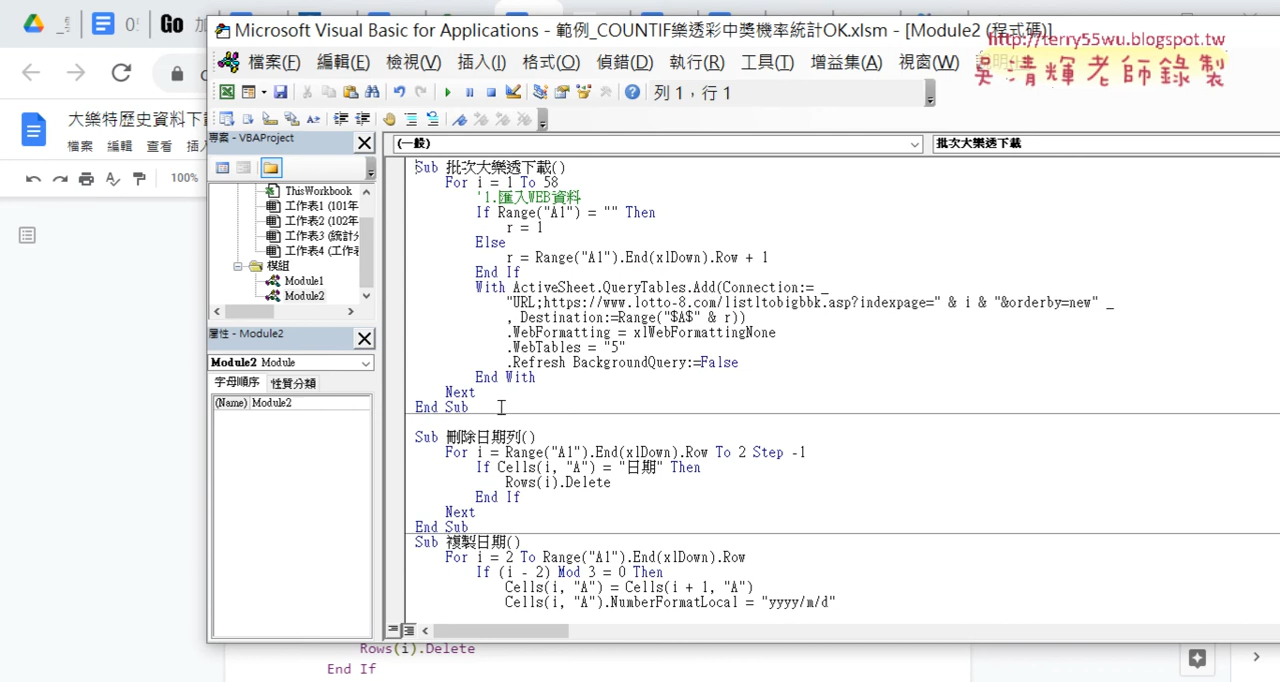 Go
Microsoft Visual Basic for Applications - 範例_COUNTIF樂透彩中獎機率統計OK.xlsm - [Module2 (程式碼)]
http://terry55wu.blogspot.tw
吳清輝老師錄製
檔案(F) 編輯(E) 檢視(V) 插入(I) 格式(O) 偵錯(D) 執行(R) 工具(T) 增益集(A) 視窗(W)
列 1，行 1
大樂特歷史資料下
檔案 編輯 查看 插
100%
專案 - VBAProject
ThisWorkbook
工作表1 (101年
工作表2 (102年
工作表3 (統計
工作表4 (工作
模組
Module1
Module2
屬性 - Module2
Module2 Module
字母順序 性質分類
(Name) Module2
(一般) 批次大樂透下載
Sub 批次大樂透下載()
For i = 1 To 58
'1.匯入WEB資料
If Range("A1") = "" Then
r = 1
Else
r = Range("A1").End(xlDown).Row + 1
End If
With ActiveSheet.QueryTables.Add(Connection:= _
"URL;https://www.lotto-8.com/listltobigbbk.asp?indexpage=" & i & "&orderby=new" _
, Destination:=Range("$A$" & r))
.WebFormatting = xlWebFormattingNone
.WebTables = "5"
.Refresh BackgroundQuery:=False
End With
Next
End Sub
Sub 刪除日期列()
For i = Range("A1").End(xlDown).Row To 2 Step -1
If Cells(i, "A") = "日期" Then
Rows(i).Delete
End If
Next
End Sub
Sub 複製日期()
For i = 2 To Range("A1").End(xlDown).Row
If (i - 2) Mod 3 = 0 Then
Cells(i, "A") = Cells(i + 1, "A")
Cells(i, "A").NumberFormatLocal = "yyyy/m/d"
Rows(i).Delete
End If